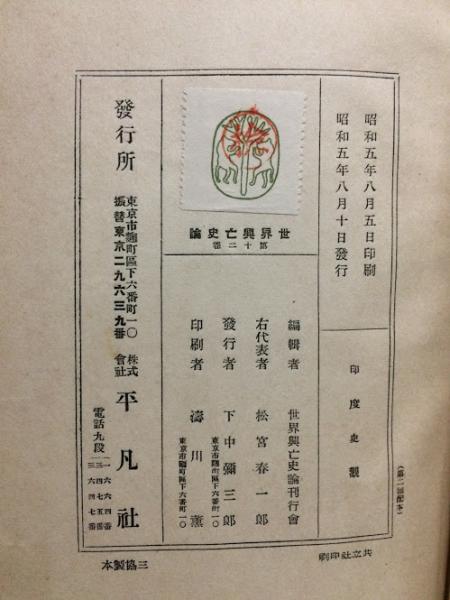 昭和五年八月五日印刷
昭和五年八月十日發行
印度史觀
(第二回配本)
論史亡興界世
卷二十第
編輯者 世界興亡史論刊行會
右代表者 松宮春一郎
發行者 下中彌三郎
東京市麴町區下六番町一〇
印刷者 濤川薰
東京市麴町區下六番町一〇
發行所
東京市麴町區下六番町一〇
振替東京二九六三九番
株式會社 平凡社
電話九段
刷印社立共
本製協三